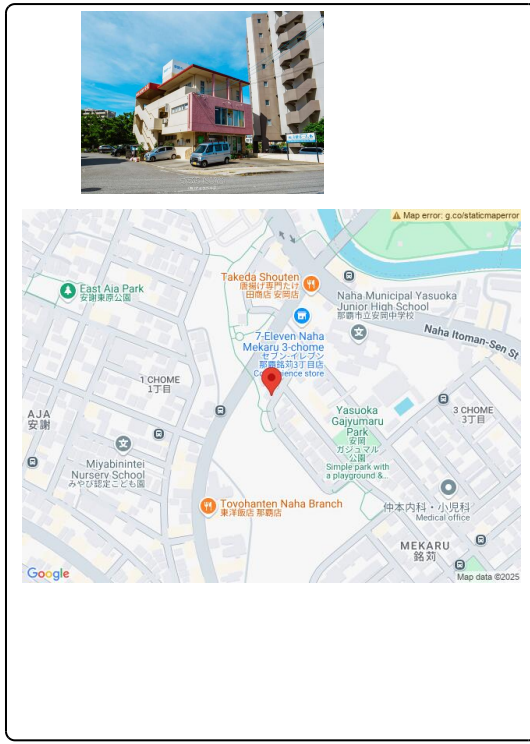 Map error: g.co/staticmaperror
Takeda Shouten
唐揚げ専門たけ
田商店 安岡店
East Aja Park
安謝東原公園
Naha Municipal Yasuoka
Junior High School
那覇市立安岡中学校
7-Eleven Naha
Mekaru 3-chome
セブン-イレブン
那覇銘苅3丁目店
Convenience store
Naha Itoman-Sen St
1 CHOME
1丁目
AJA
安謝
Yasuoka
Gajyumaru
Park
安岡
ガジュマル
公園
Simple park with
a playground &...
3 CHOME
3丁目
Miyabinintei
Nursery School
みやび認定こども園
Toyohanten Naha Branch
東洋飯店 那覇店
仲本内科・小児科
Medical office
MEKARU
銘苅
Google
Map data ©2025